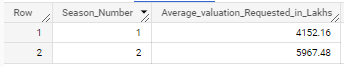 Row Season_Number Average_valuation_Requested_in_Lakhs
1 1 4152.16
2 2 5967.48